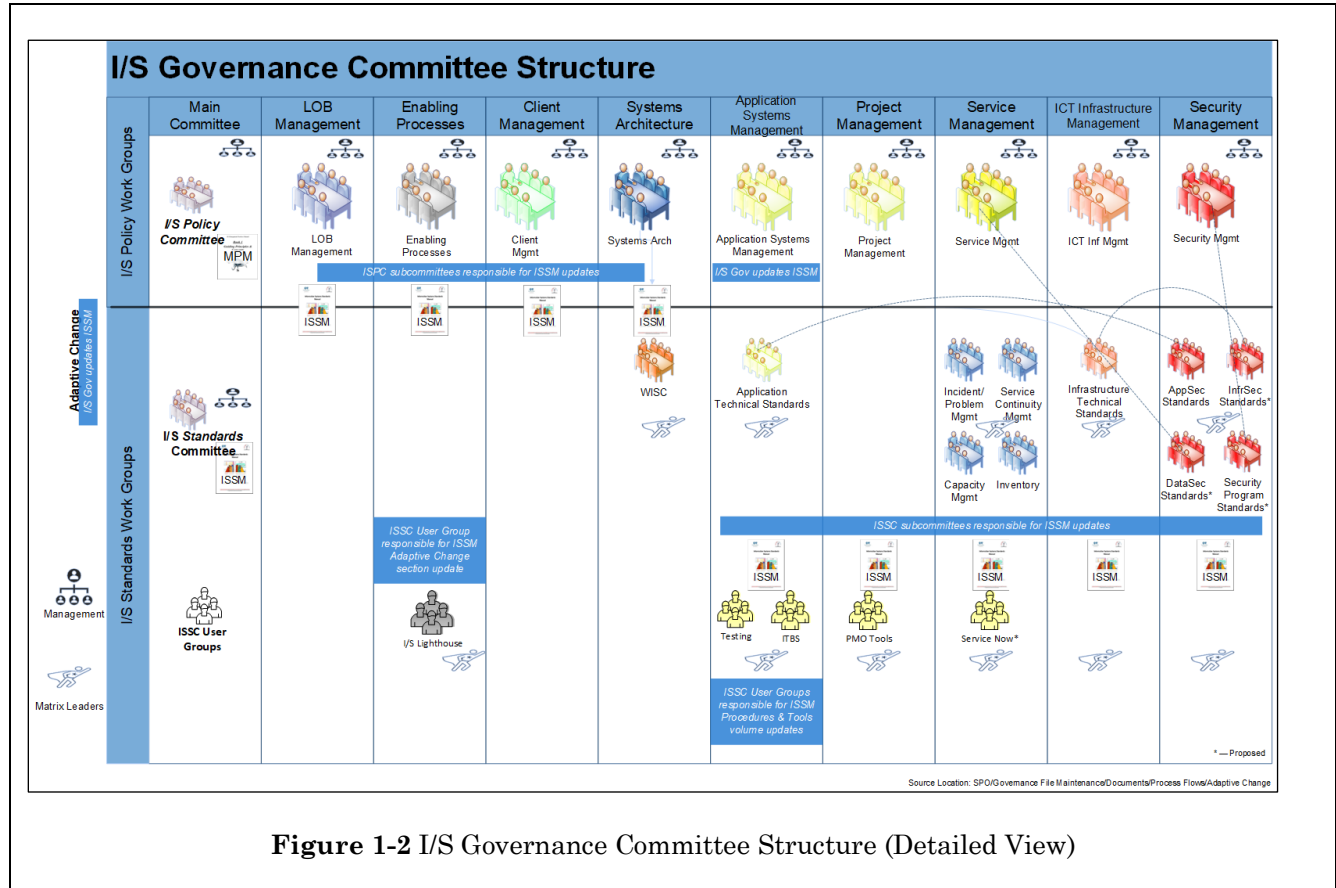 I/S Governance Committee Structure
Main
Committee
LOB
Management
Enabling
Processes
Client
Management
Systems
Architecture
Application
Systems
Management
Project
Management
Service
Management
ICT Infrastructure
Management
Security
Management
I/S Policy Work Groups
I/S Policy
Committee
MPM
LOB
Management
Enabling
Processes
Client
Mgmt
Systems Arch
Application Systems
Management
Project
Management
Service Mgmt
ICT Inf Mgmt
Security Mgmt
ISPC subcommittees responsible for ISSM updates
I/S Gov updates ISSM
ISSM
ISSM
ISSM
ISSM
Adaptive Change
I/S Gov updates ISSM
I/S Standards Work Groups
I/S Standards
Committee
ISSM
WISC
Application
Technical Standards
Incident/
Problem
Mgmt
Service
Continuity
Mgmt
Capacity
Mgmt
Inventory
Infrastructure
Technical
Standards
AppSec
Standards
InfrSec
Standards*
DataSec
Standards*
Security
Program
Standards*
ISSC User Group
responsible for ISSM
Adaptive Change
section update
ISSC subcommittees responsible for ISSM updates
ISSM
ISSM
ISSM
ISSM
ISSM
Management
Matrix Leaders
ISSC User
Groups
I/S Lighthouse
Testing
ITBS
PMO Tools
Service Now*
ISSC User Groups
responsible for ISSM
Procedures & Tools
volume updates
* — Proposed
Source Location: SPO/Governance File Maintenance/Documents/Process Flows/Adaptive Change
Figure 1-2 I/S Governance Committee Structure (Detailed View)